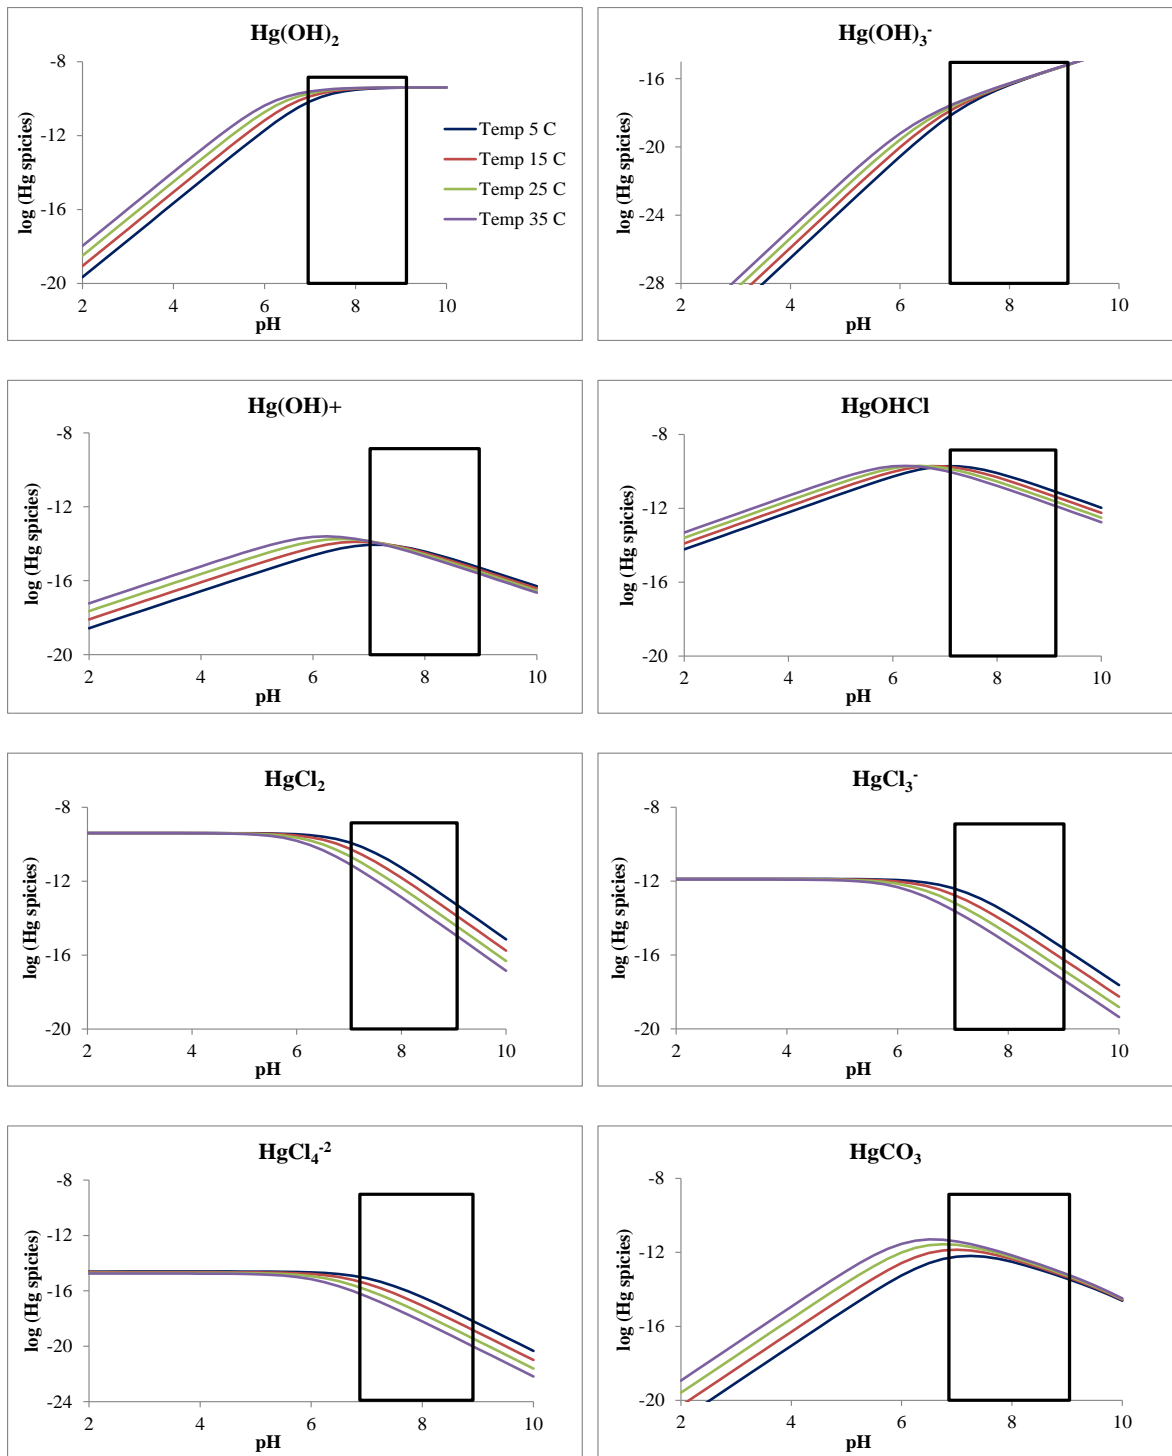 Hg(OH)₂
log (Hg spicies)
-8
-12
-16
-20
2 4 6 8 10
pH
Temp 5 C
Temp 15 C
Temp 25 C
Temp 35 C
Hg(OH)₃⁻
log (Hg spicies)
-16
-20
-24
-28
2 4 6 8 10
pH
Hg(OH)+
log (Hg spicies)
-8
-12
-16
-20
2 4 6 8 10
pH
HgOHCl
log (Hg spicies)
-8
-12
-16
-20
2 4 6 8 10
pH
HgCl₂
log (Hg spicies)
-8
-12
-16
-20
2 4 6 8 10
pH
HgCl₃⁻
log (Hg spicies)
-8
-12
-16
-20
2 4 6 8 10
pH
HgCl₄⁻²
log (Hg spicies)
-8
-12
-16
-20
-24
2 4 6 8 10
pH
HgCO₃
log (Hg spicies)
-8
-12
-16
-20
2 4 6 8 10
pH